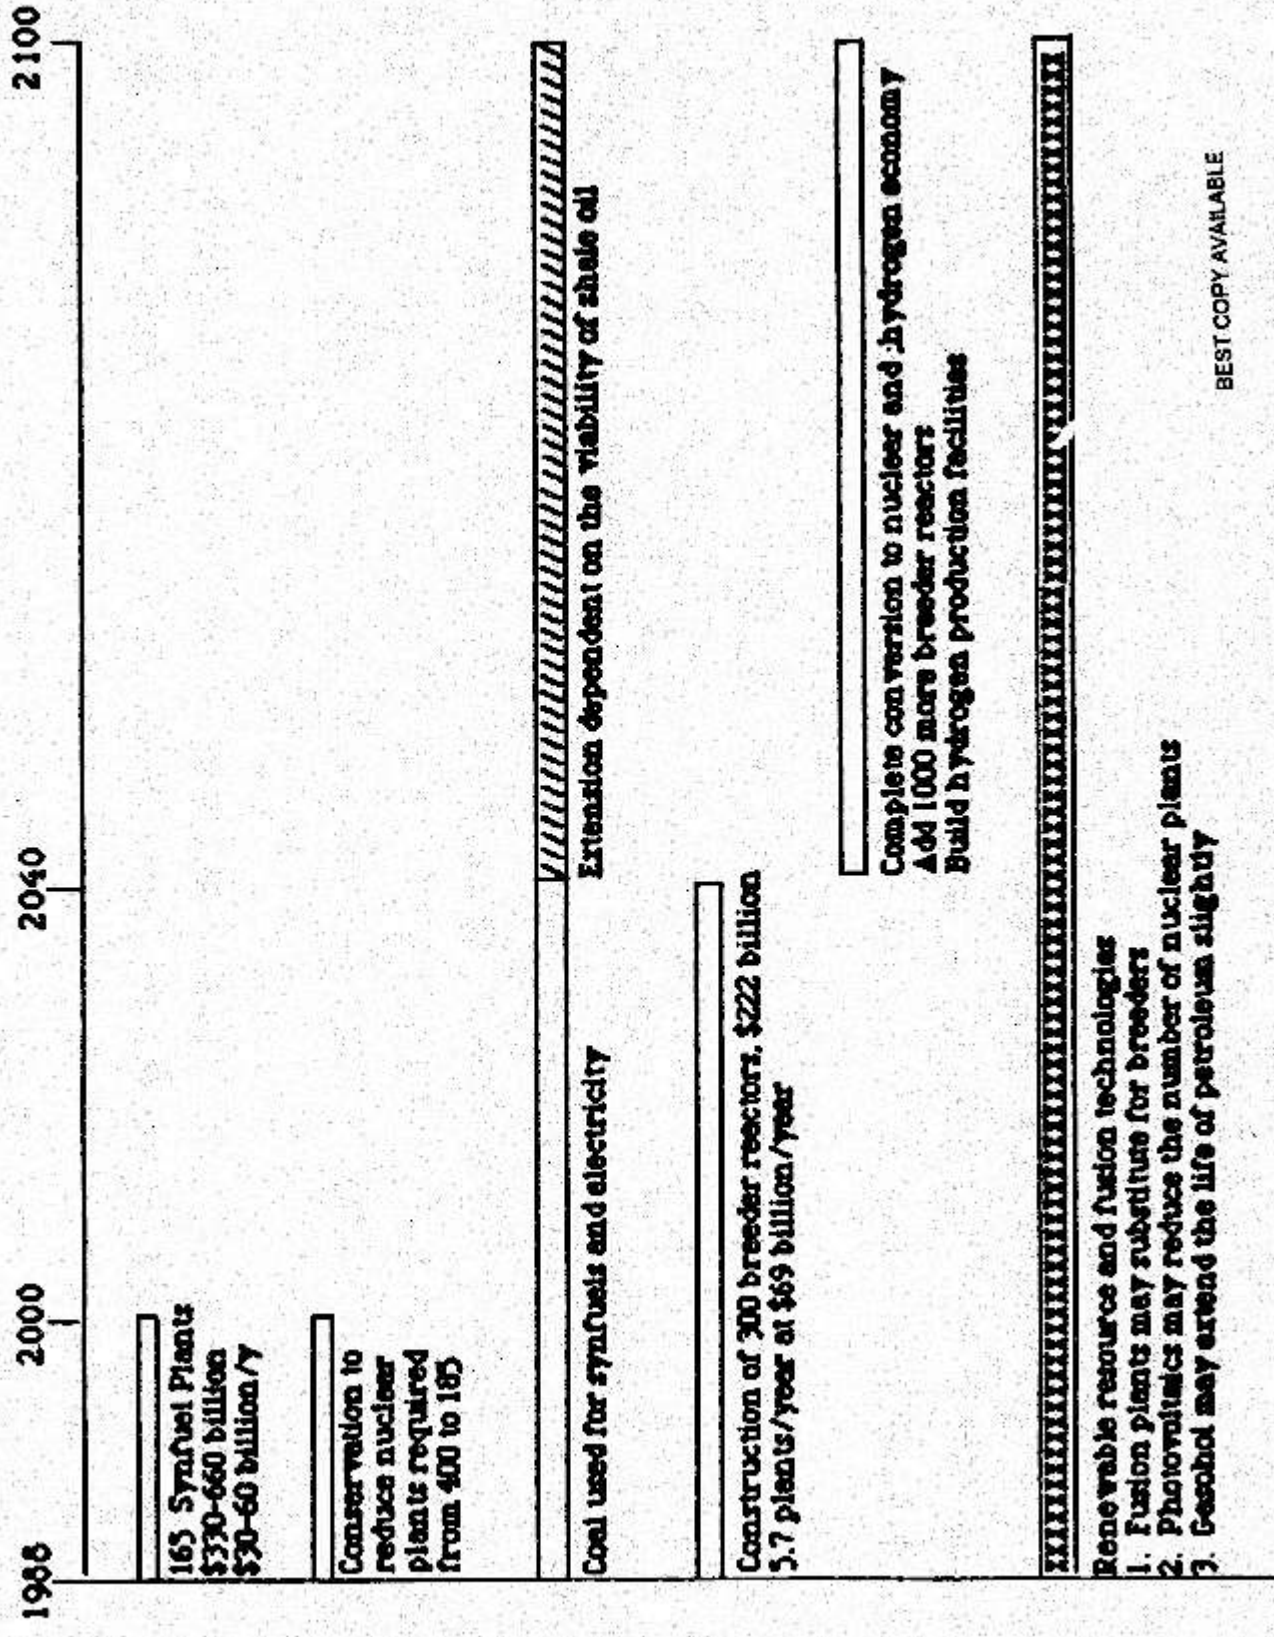 1988 2000 2040 2100
165 Synfuel Plants
$330-660 billion
$30-60 billion/y
Conservation to
reduce nuclear
plants required
from 400 to 185
Coal used for synfuels and electricity
Extension dependent on the viability of shale oil
Construction of 300 breeder reactors, $222 billion
5.7 plants/year at $69 billion/year
Complete conversion to nuclear and hydrogen economy
Add 1000 more breeder reactors
Build hydrogen production facilities
Renewable resource and fusion technologies
1. Fusion plants may substitute for breeders
2. Photovoltaics may reduce the number of nuclear plants
3. Gasohol may extend the life of petroleum slightly
BEST COPY AVAILABLE